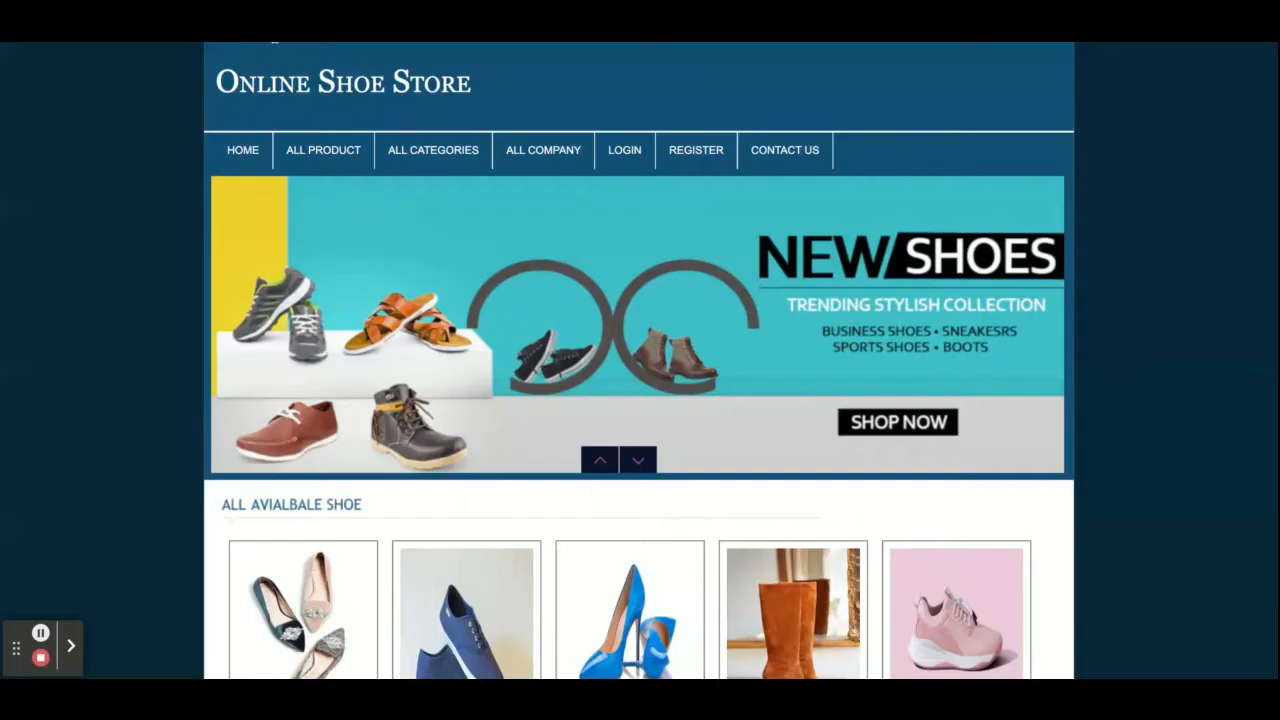 Online Shoe Store
HOME ALL PRODUCT ALL CATEGORIES ALL COMPANY LOGIN REGISTER CONTACT US
NEW/SHOES
TRENDING STYLISH COLLECTION
BUSINESS SHOES • SNEAKESRS
SPORTS SHOES • BOOTS
SHOP NOW
ALL AVIALBALE SHOE